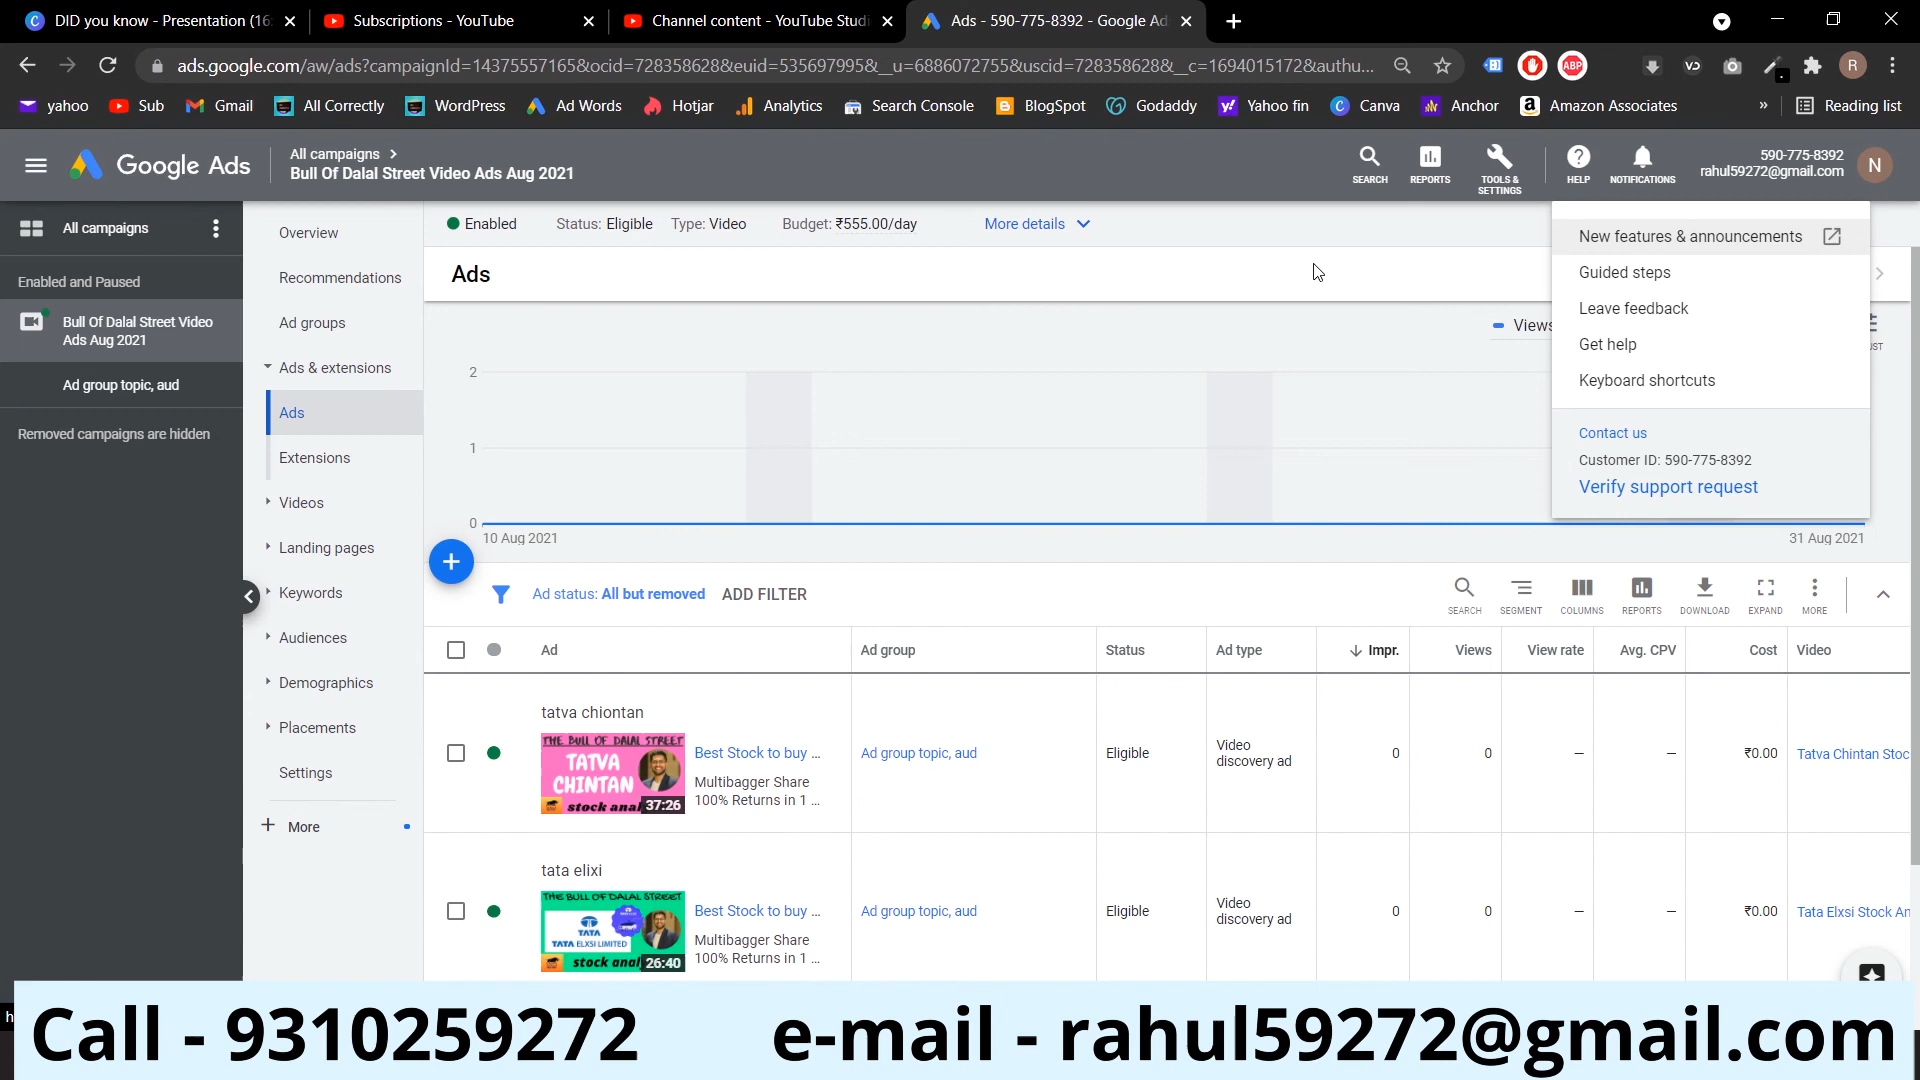 DID you know - Presentation (16:
Subscriptions - YouTube
Channel content - YouTube Studi
Ads - 590-775-8392 - Google Ad
ads.google.com/aw/ads?campaignId=14375557165&ocid=728358628&euid=535697995&__u=6886072755&uscid=728358628&__c=1694015172&authu...
yahoo
Sub
Gmail
All Correctly
WordPress
Ad Words
Hotjar
Analytics
Search Console
BlogSpot
Godaddy
Yahoo fin
Canva
Anchor
Amazon Associates
»
Reading list
Google Ads
All campaigns >
Bull Of Dalal Street Video Ads Aug 2021
SEARCH
REPORTS
TOOLS &
SETTINGS
HELP
NOTIFICATIONS
590-775-8392
rahul59272@gmail.com
N
R
ABP
All campaigns
Enabled and Paused
Bull Of Dalal Street Video
Ads Aug 2021
Ad group topic, aud
Removed campaigns are hidden
Overview
Recommendations
Ad groups
Ads & extensions
Ads
Extensions
Videos
Landing pages
Keywords
Audiences
Demographics
Placements
Settings
+ More
Enabled
Status: Eligible
Type: Video
Budget: ₹555.00/day
More details
Ads
Views
2
1
0
10 Aug 2021
31 Aug 2021
New features & announcements
Guided steps
Leave feedback
Get help
Keyboard shortcuts
Contact us
Customer ID: 590-775-8392
Verify support request
Ad status: All but removed
ADD FILTER
SEARCH
SEGMENT
COLUMNS
REPORTS
DOWNLOAD
EXPAND
MORE
Ad
Ad group
Status
Ad type
Impr.
Views
View rate
Avg. CPV
Cost
Video
tatva chiontan
THE BULL OF DALAL STREET
TATVA
CHINTAN
stock anal
37:26
Best Stock to buy ...
Multibagger Share
100% Returns in 1 ...
Ad group topic, aud
Eligible
Video
discovery ad
0
0
–
–
₹0.00
Tatva Chintan Stoc
tata elixi
THE BULL OF DALAL STREET
TATA
TATA ELXSI LIMITED
stock anal
26:40
Best Stock to buy ...
Multibagger Share
100% Returns in 1 ...
Ad group topic, aud
Eligible
Video
discovery ad
0
0
–
–
₹0.00
Tata Elxsi Stock An
Call - 9310259272
e-mail - rahul59272@gmail.com